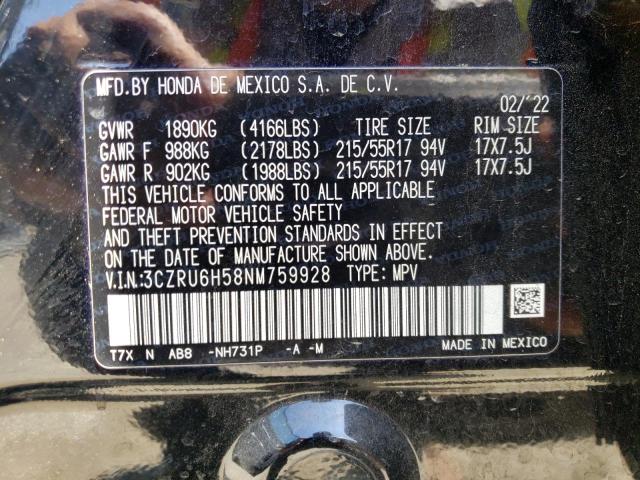 MFD.BY HONDA DE MEXICO S.A. DE C.V.
02/'22
GVWR 1890KG (4166LBS) TIRE SIZE RIM SIZE
GAWR F 988KG (2178LBS) 215/55R17 94V 17X7.5J
GAWR R 902KG (1988LBS) 215/55R17 94V 17X7.5J
THIS VEHICLE CONFORMS TO ALL APPLICABLE
FEDERAL MOTOR VEHICLE SAFETY
AND THEFT PREVENTION STANDARDS IN EFFECT
ON THE DATE OF MANUFACTURE SHOWN ABOVE.
V.I.N.:3CZRU6H58NM759928 TYPE: MPV
T7X N AB8 -NH731P -A -M MADE IN MEXICO